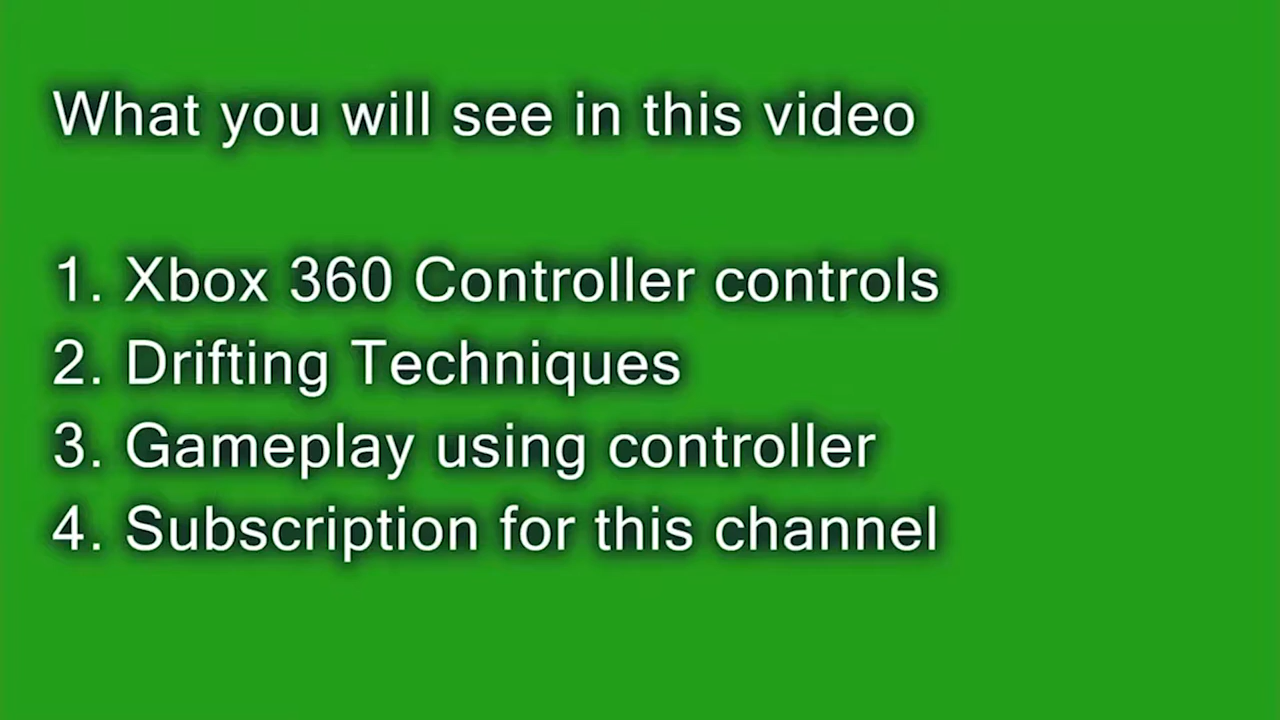 What you will see in this video
1. Xbox 360 Controller controls
2. Drifting Techniques
3. Gameplay using controller
4. Subscription for this channel